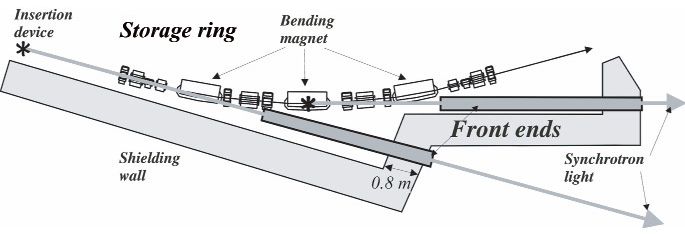 Insertion
device
Storage ring
Bending
magnet
Front ends
Shielding
wall
0.8 m
Synchrotron
light